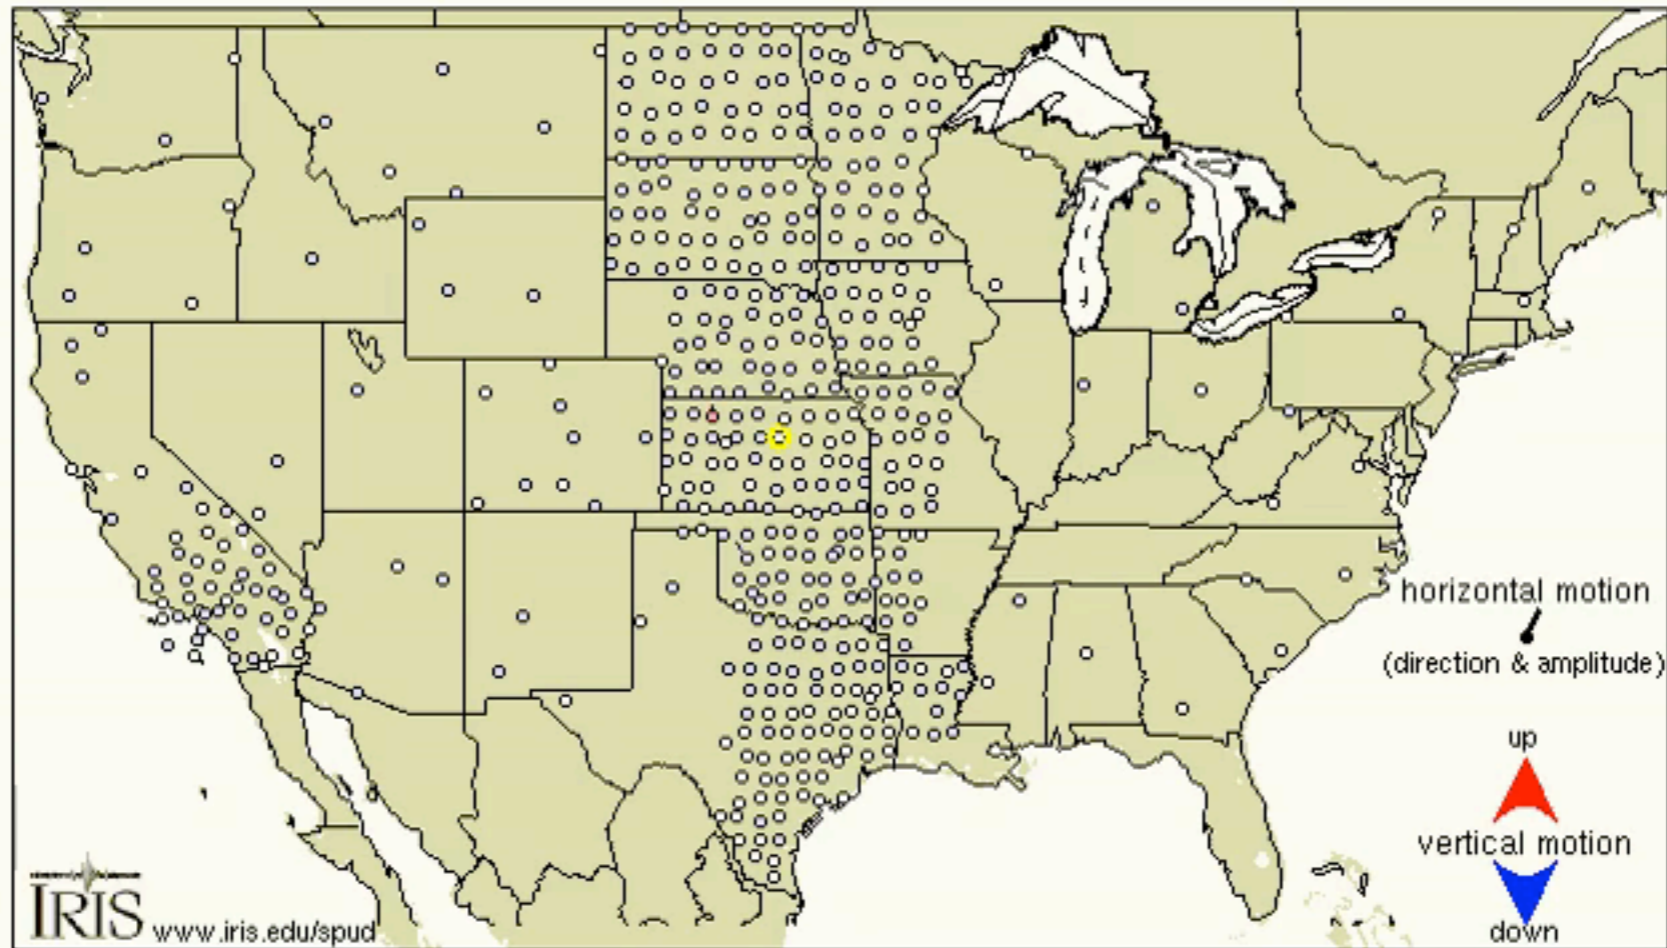 horizontal motion
(direction & amplitude)
up
vertical motion
down
IRIS www.iris.edu/spud